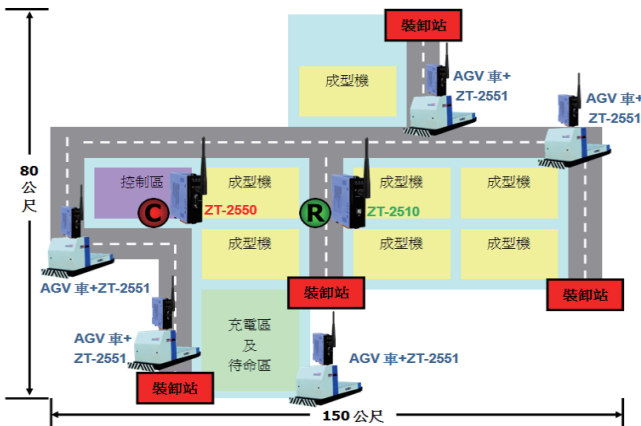 裝卸站
成型機
AGV 車+
ZT-2551
AGV 車+
ZT-2551
80
公
尺
控制區
成型機
成型機
成型機
C
ZT-2550
R
ZT-2510
成型機
成型機
成型機
AGV 車+ZT-2551
裝卸站
裝卸站
AGV 車+
ZT-2551
充電區
及
待命區
AGV 車+ZT-2551
裝卸站
150 公尺